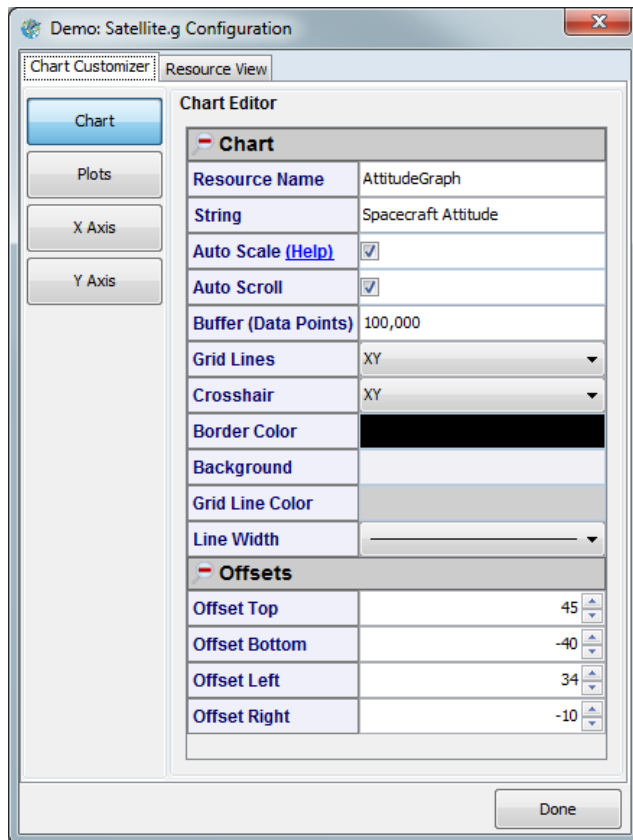 Demo: Satellite.g Configuration
Chart Customizer Resource View
Chart
Plots
X Axis
Y Axis
Chart Editor
Chart
Resource Name AttitudeGraph
String Spacecraft Attitude
Auto Scale (Help)
Auto Scroll
Buffer (Data Points) 100,000
Grid Lines XY
Crosshair XY
Border Color
Background
Grid Line Color
Line Width
Offsets
Offset Top 45
Offset Bottom -40
Offset Left 34
Offset Right -10
Done